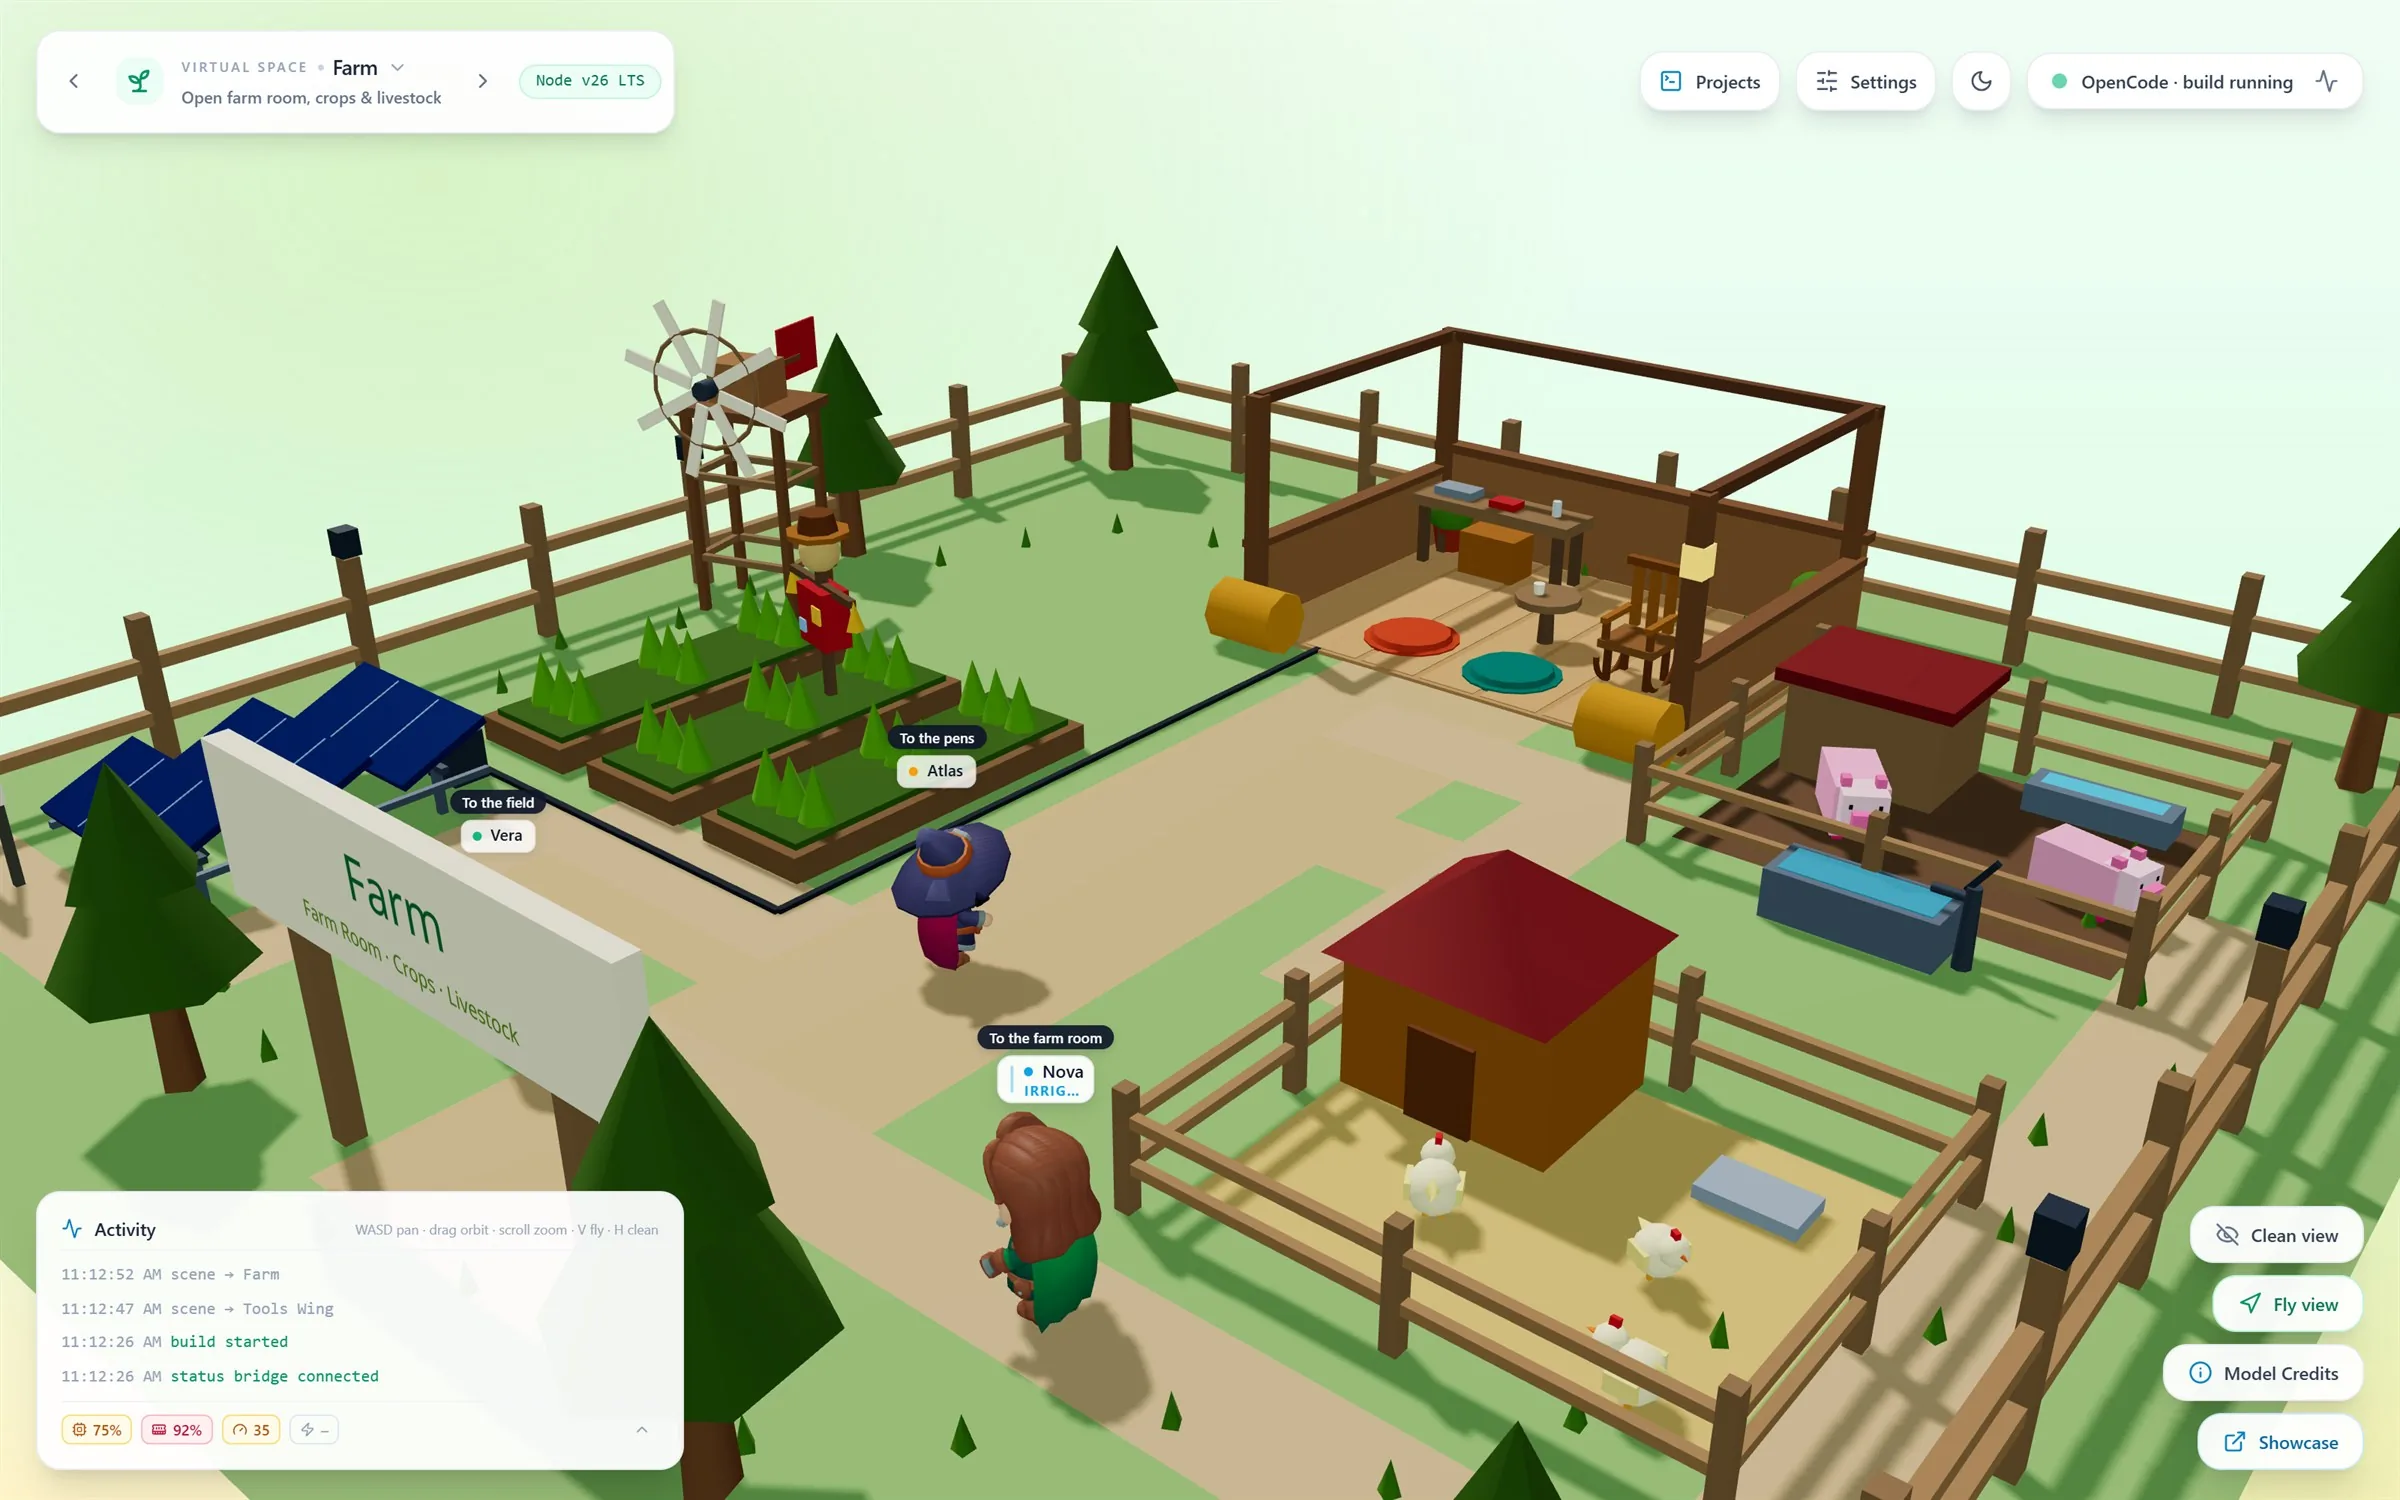 VIRTUAL SPACE • Farm
Open farm room, crops & livestock
Node v26 LTS
Projects
Settings
OpenCode · build running
To the pens
Atlas
To the field
Vera
Farm
Farm Room · Crops · Livestock
To the farm room
Nova
IRRIG...
Activity
WASD pan · drag orbit · scroll zoom · V fly · H clean
11:12:52 AM scene → Farm
11:12:47 AM scene → Tools Wing
11:12:26 AM build started
11:12:26 AM status bridge connected
75% 92% 35 –
Clean view
Fly view
Model Credits
Showcase